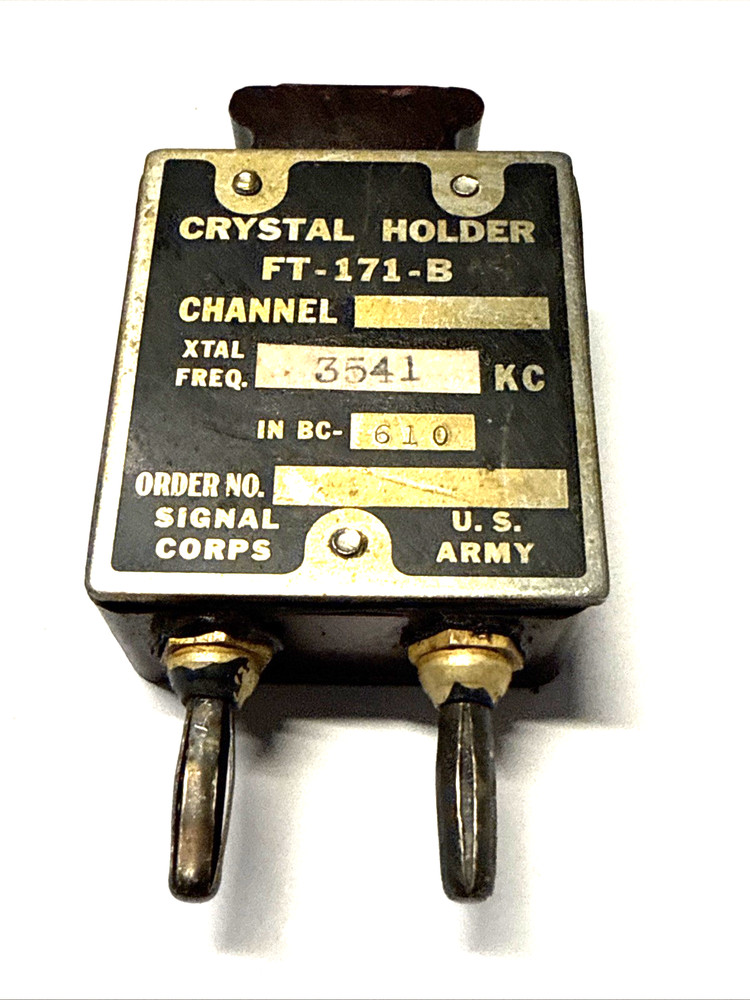 CRYSTAL HOLDER
FT-171-B
CHANNEL
XTAL FREQ. 3541 KC
IN BC- 610
ORDER NO.
SIGNAL CORPS
U. S. ARMY